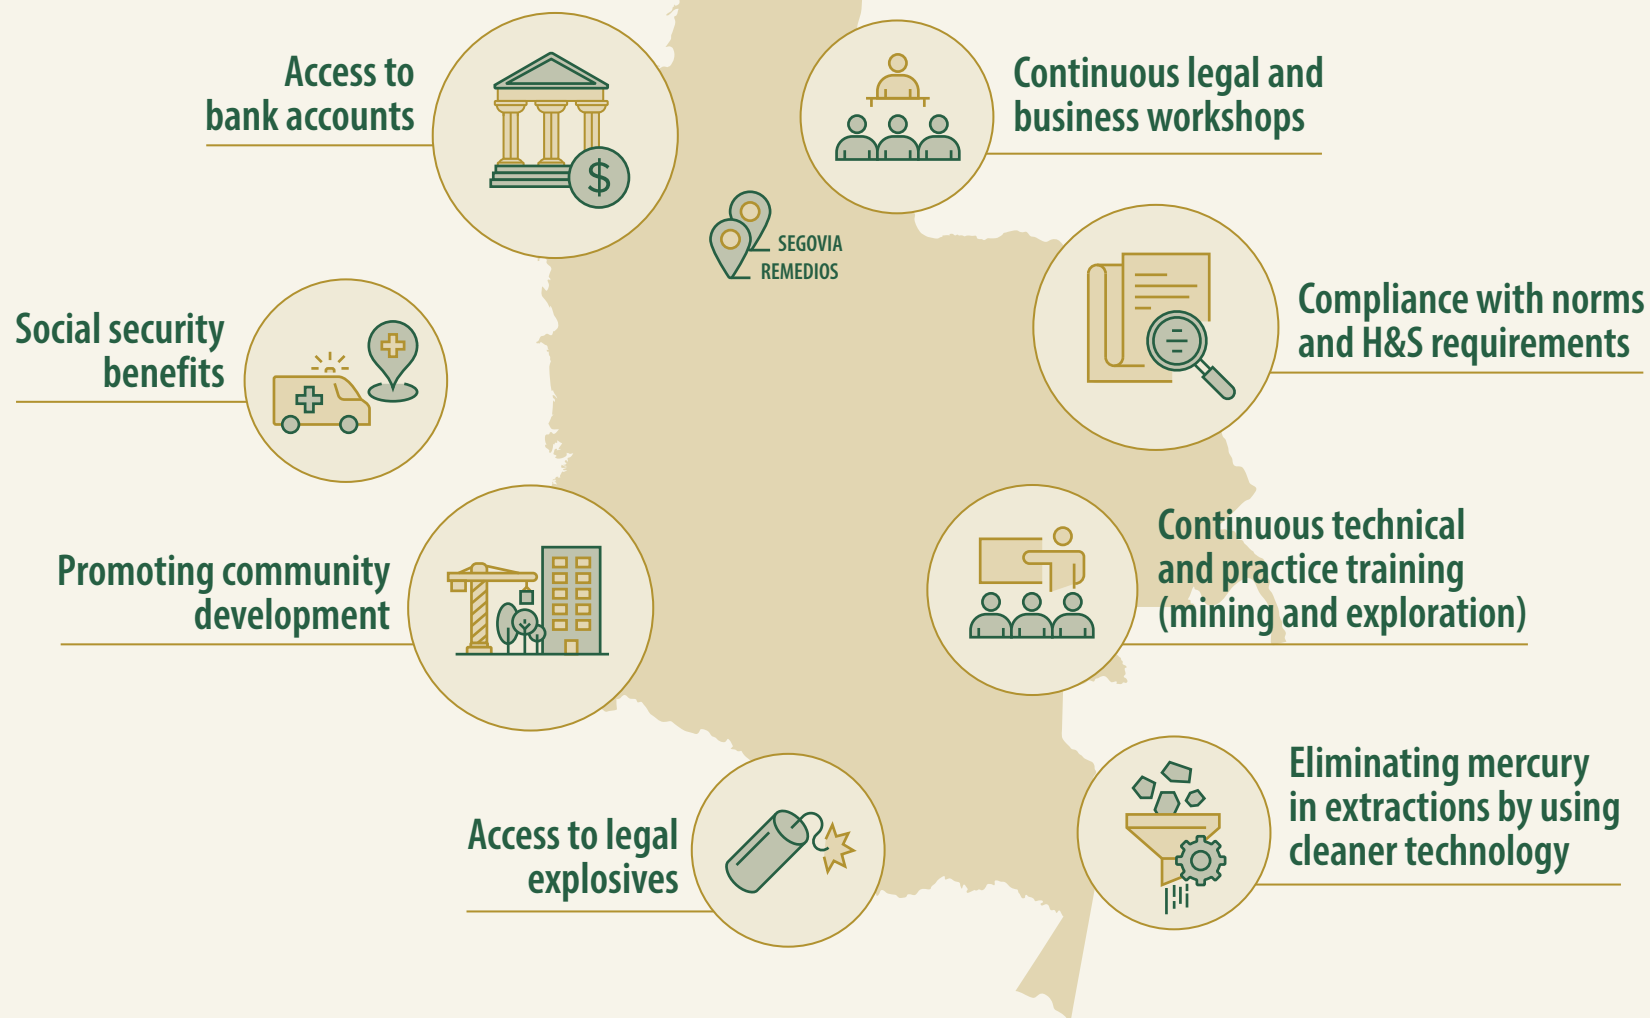 Access to
bank accounts
Continuous legal and
business workshops
$
SEGOVIA
REMEDIOS
Social security
benefits
Compliance with norms
and H&S requirements
Promoting community
development
Continuous technical
and practice training
(mining and exploration)
Access to legal
explosives
Eliminating mercury
in extractions by using
cleaner technology